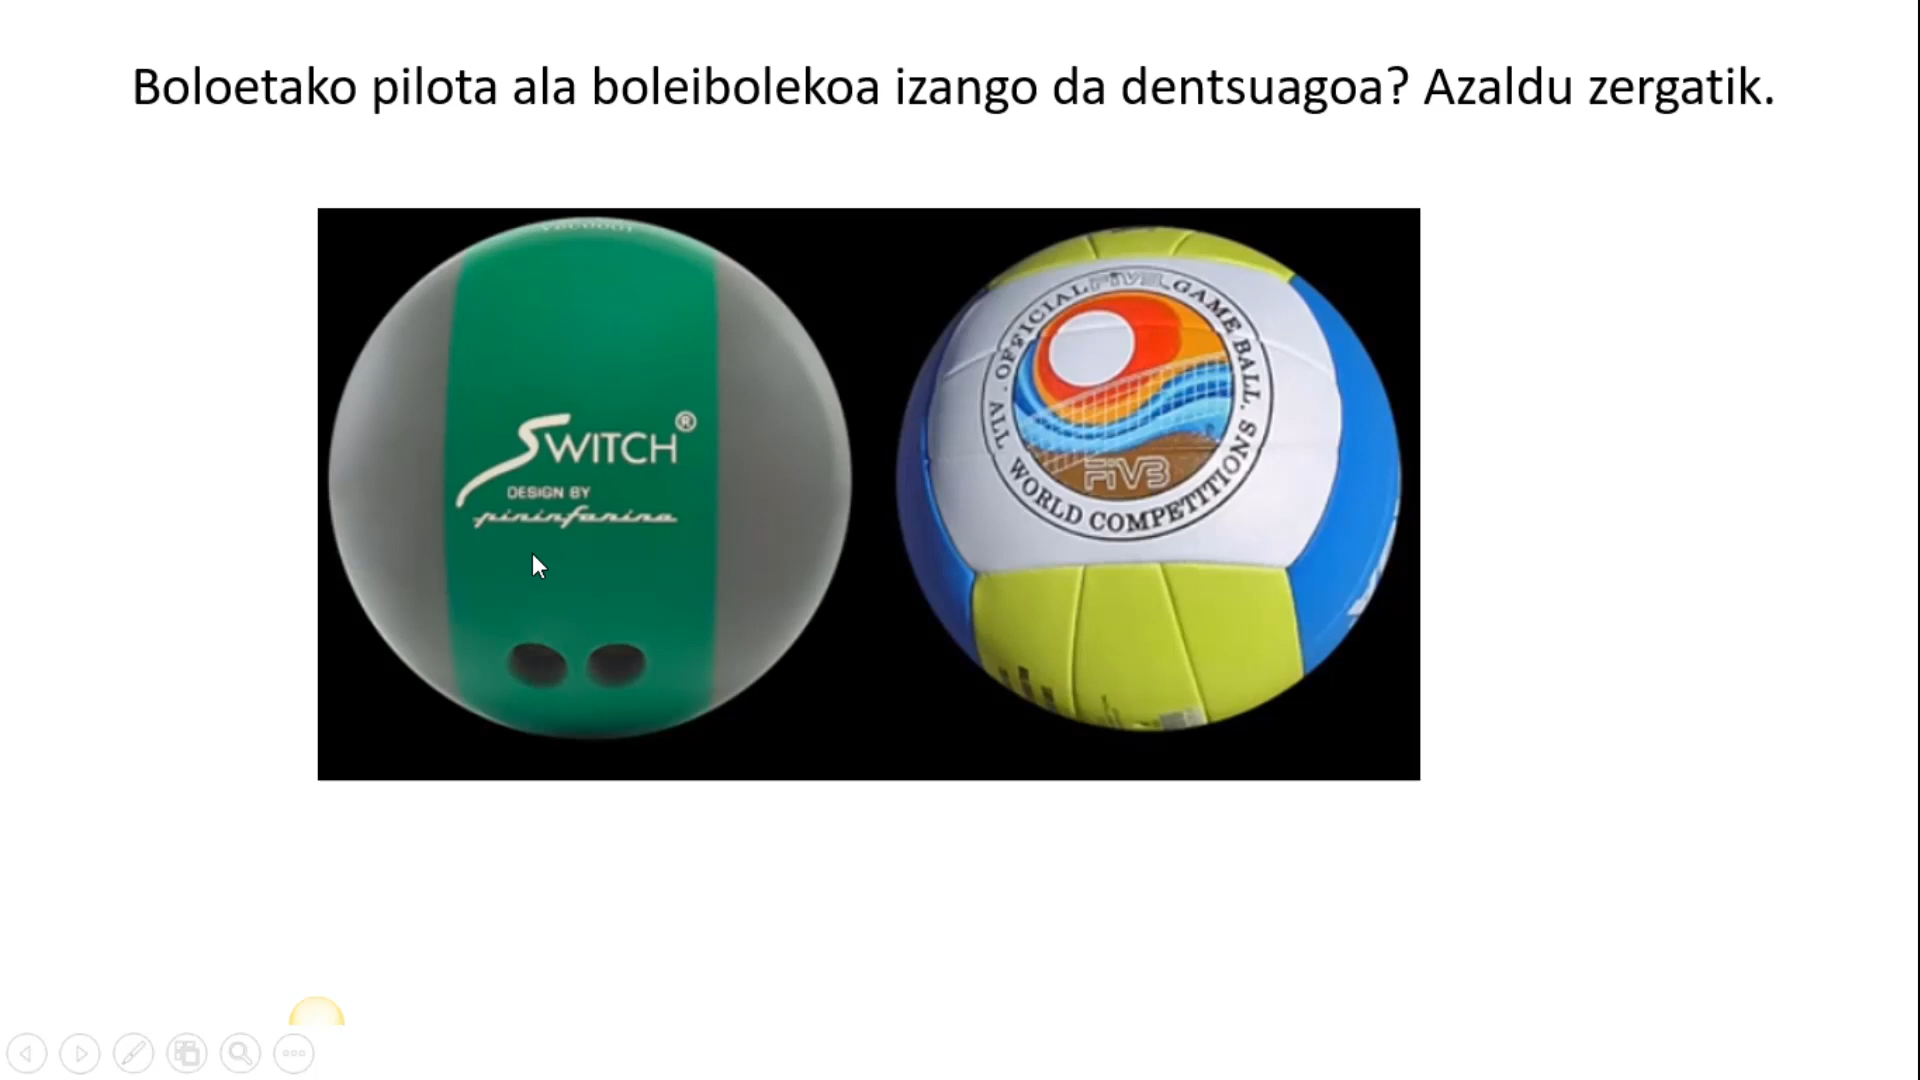 Boloetako pilota ala boleibolekoa izango da dentsuagoa? Azaldu zergatik.
SWITCH®
DESIGN BY
pininfarina
ALL . OFFICIAL FIVB GAME BALL.
WORLD COMPETITIONS
FIVB